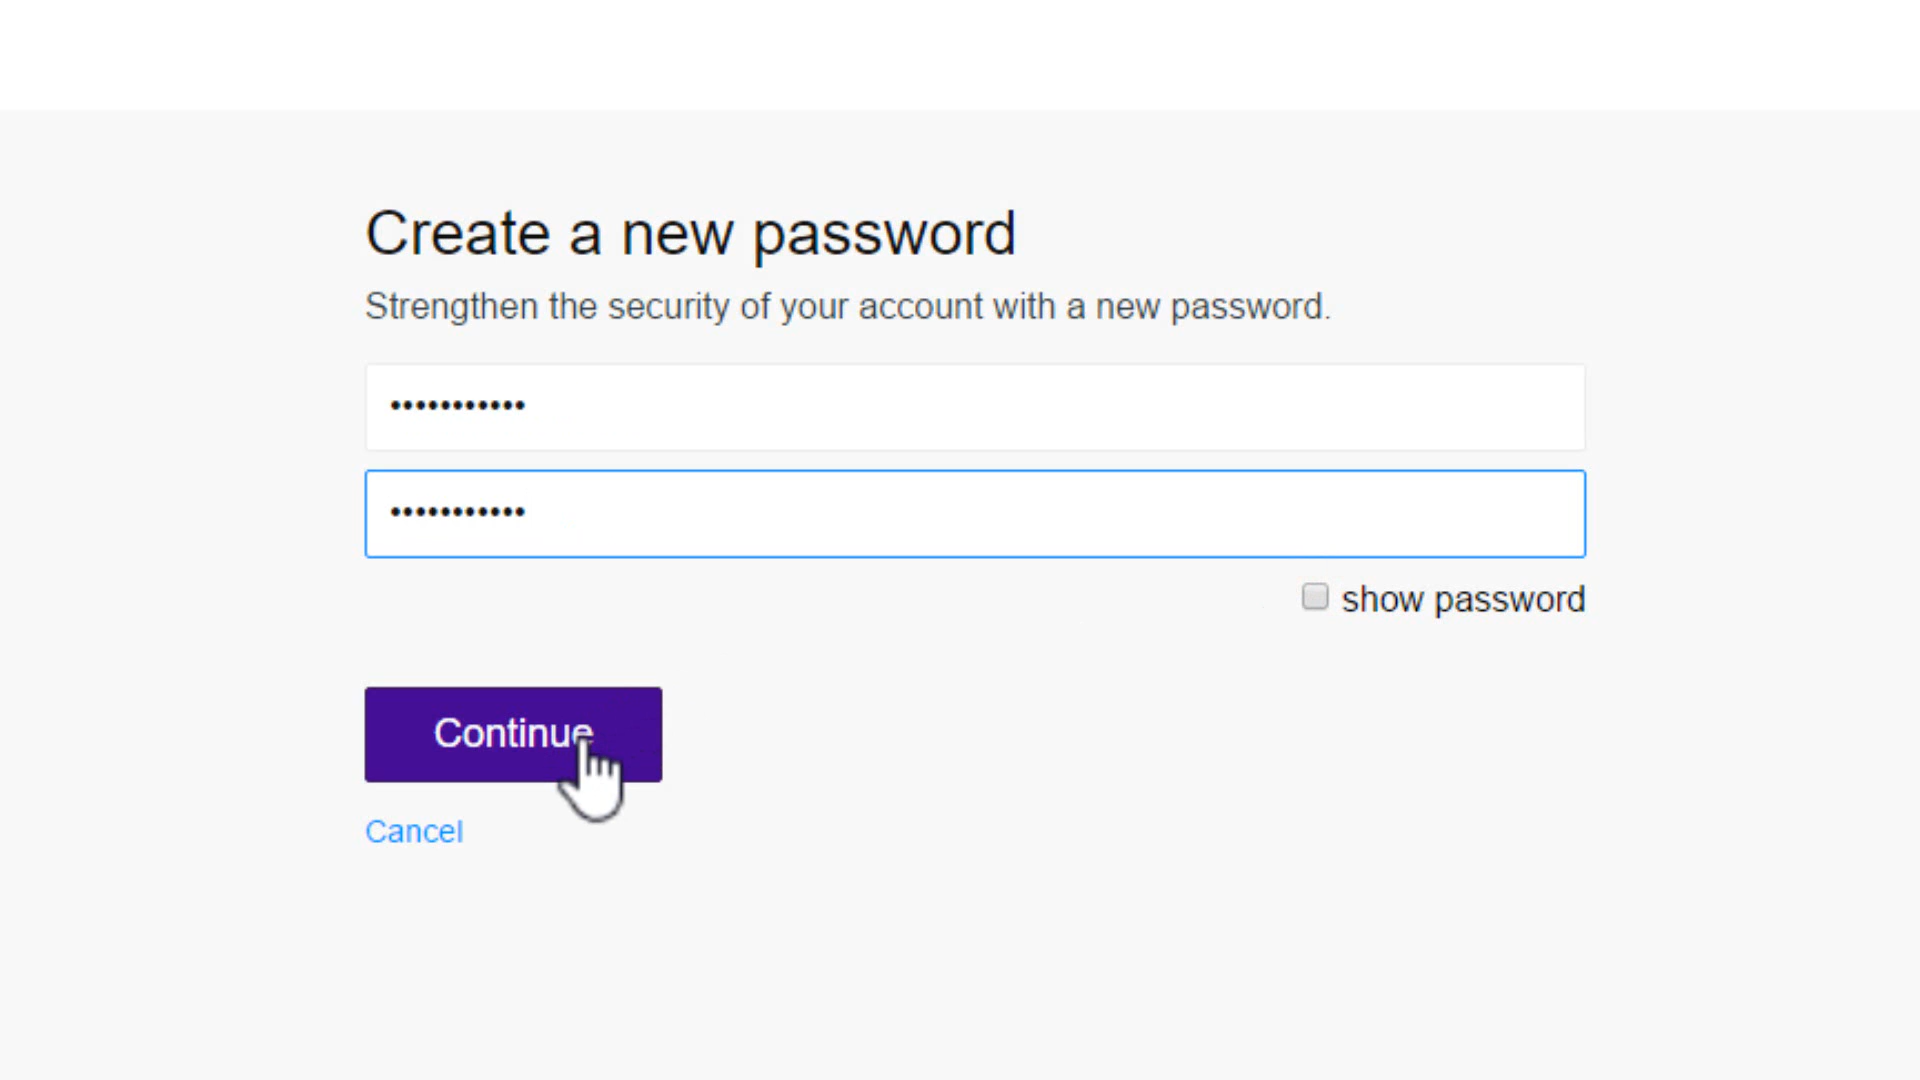 Create a new password
Strengthen the security of your account with a new password.
•••••••••••
•••••••••••
show password
Continue
Cancel